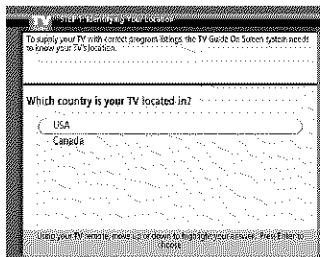 TV
STEP 1: Identifying Your Location
To supply your TV with correct program listings, the TV Guide On Screen system needs
to know your TV's location.
Which country is your TV located in?
USA
Canada
Using your TV remote, move up or down to highlight your answer. Press Enter to
choose